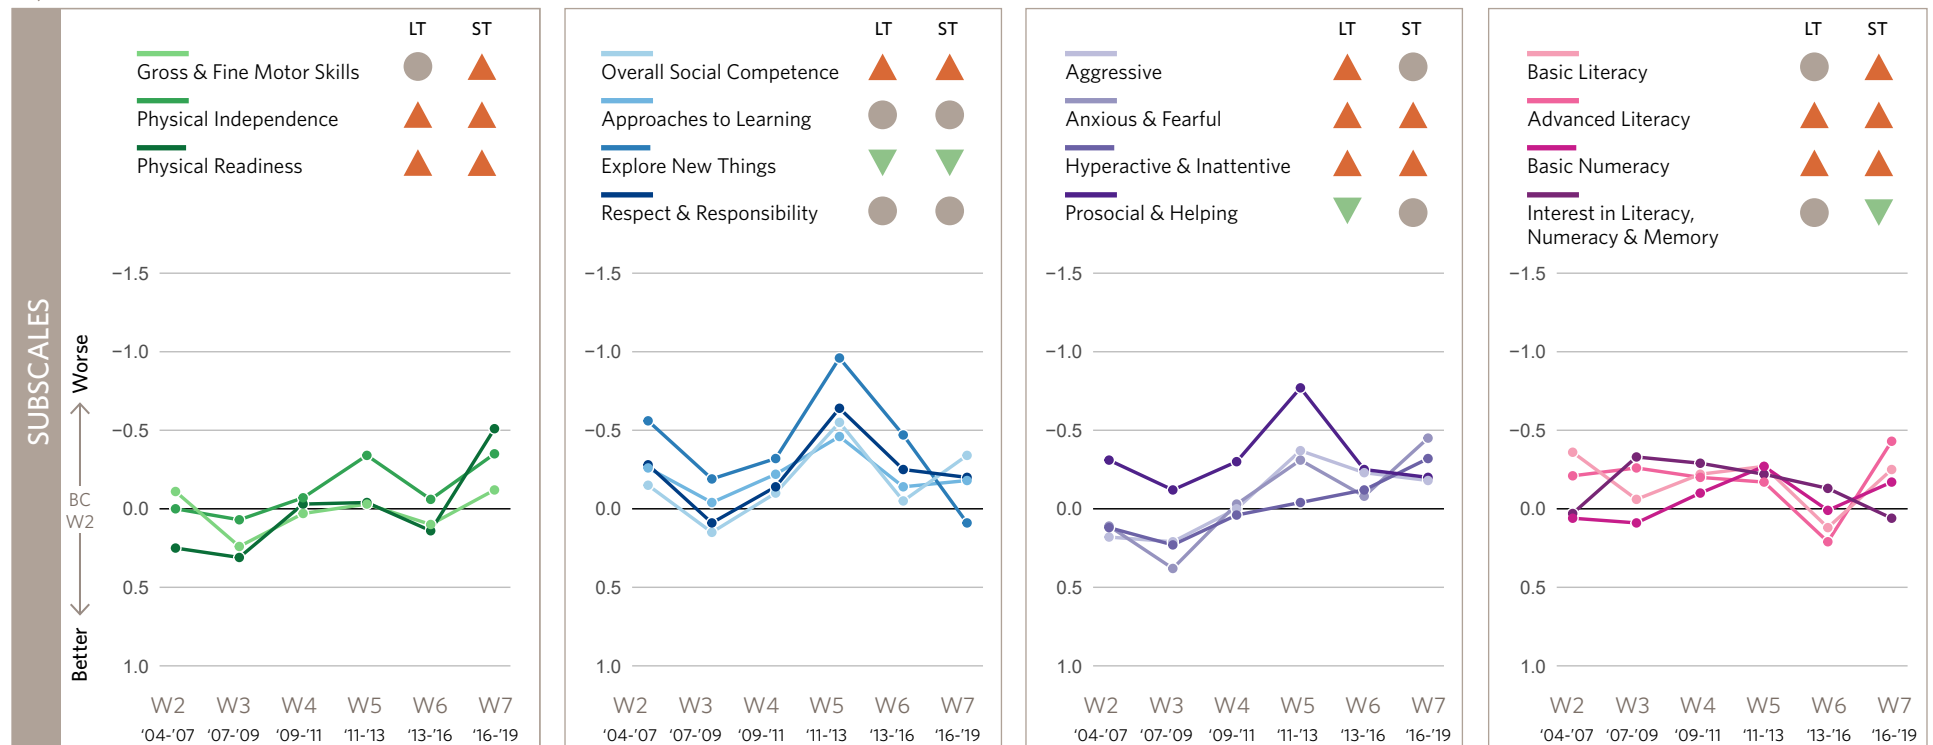 SUBSCALES
Worse
BC
W2
Better
LT ST
Gross & Fine Motor Skills
Physical Independence
Physical Readiness
−1.5
−1.0
−0.5
0.0
0.5
1.0
W2 W3 W4 W5 W6 W7
‘04-’07 ‘07-’09 ‘09-’11 ‘11-’13 ‘13-’16 ‘16-’19
LT ST
Overall Social Competence
Approaches to Learning
Explore New Things
Respect & Responsibility
−1.5
−1.0
−0.5
0.0
0.5
1.0
W2 W3 W4 W5 W6 W7
‘04-’07 ‘07-’09 ‘09-’11 ‘11-’13 ‘13-’16 ‘16-’19
LT ST
Aggressive
Anxious & Fearful
Hyperactive & Inattentive
Prosocial & Helping
−1.5
−1.0
−0.5
0.0
0.5
1.0
W2 W3 W4 W5 W6 W7
‘04-’07 ‘07-’09 ‘09-’11 ‘11-’13 ‘13-’16 ‘16-’19
LT ST
Basic Literacy
Advanced Literacy
Basic Numeracy
Interest in Literacy,
Numeracy & Memory
−1.5
−1.0
−0.5
0.0
0.5
1.0
W2 W3 W4 W5 W6 W7
‘04-’07 ‘07-’09 ‘09-’11 ‘11-’13 ‘13-’16 ‘16-’19